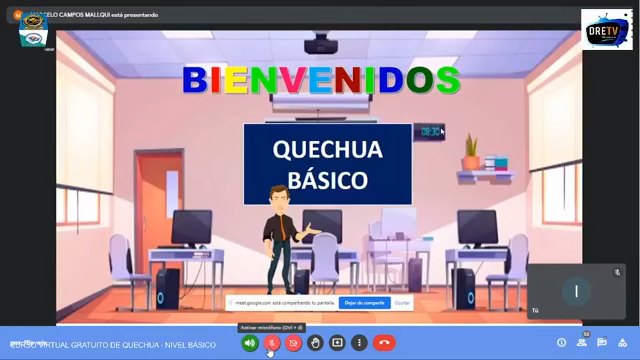 MARCELO CAMPOS MALLQUI está presentando
DRETV
BIENVENIDOS
08:30
QUECHUA
BÁSICO
I
Tú
meet.google.com está compartiendo tu pantalla.
Dejar de compartir
Ocultar
Activar micrófono (Ctrl + d)
CURSO VIRTUAL GRATUITO DE QUECHUA - NIVEL BÁSICO